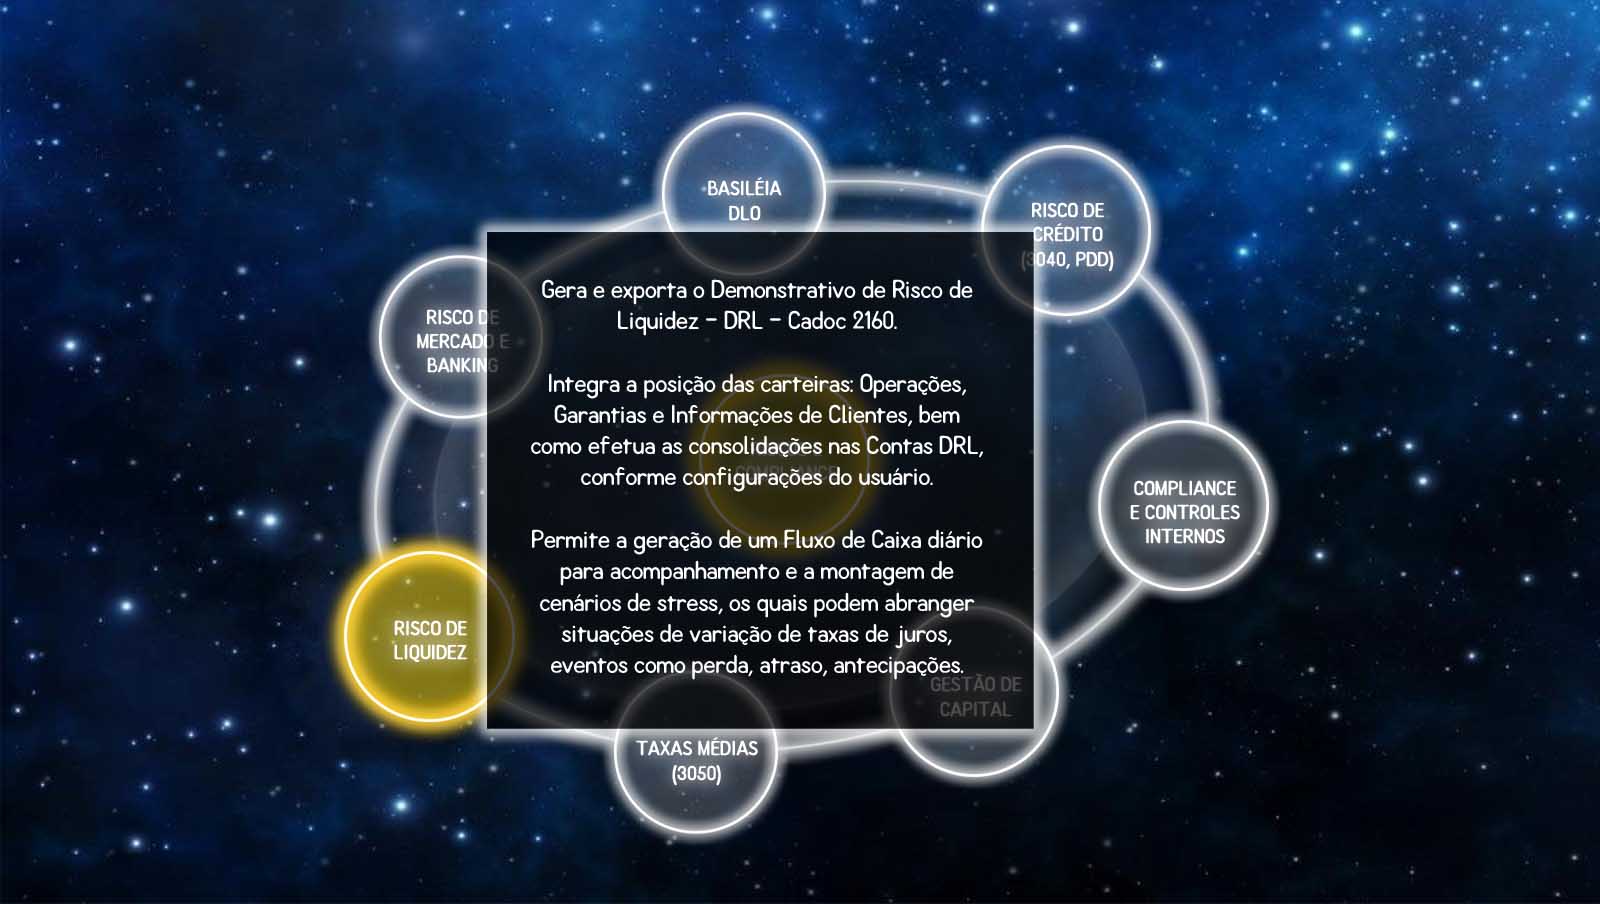 BASILÉIA
DLO
RISCO DE
CRÉDITO
(3040, PDD)
RISCO DE
MERCADO E
BANKING
Gera e exporta o Demonstrativo de Risco de
Liquidez - DRL - Cadoc 2160.
Integra a posição das carteiras: Operações,
Garantias e Informações de Clientes, bem
como efetua as consolidações nas Contas DRL,
conforme configurações do usuário.
Permite a geração de um Fluxo de Caixa diário
para acompanhamento e a montagem de
cenários de stress, os quais podem abranger
situações de variação de taxas de juros,
eventos como perda, atraso, antecipações.
COMPLIANCE
COMPLIANCE
E CONTROLES
INTERNOS
RISCO DE
LIQUIDEZ
GESTÃO DE
CAPITAL
TAXAS MÉDIAS
(3050)